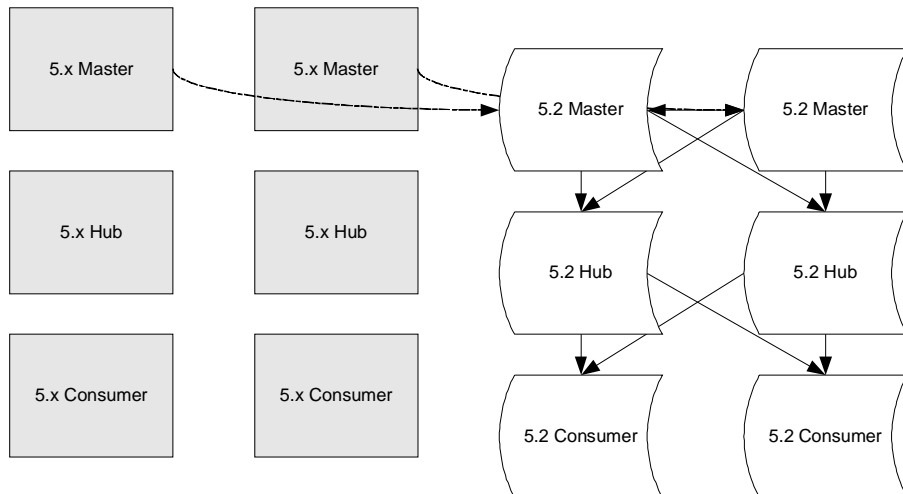 5.x Master
5.x Master
5.2 Master
5.2 Master
5.x Hub
5.x Hub
5.2 Hub
5.2 Hub
5.x Consumer
5.x Consumer
5.2 Consumer
5.2 Consumer